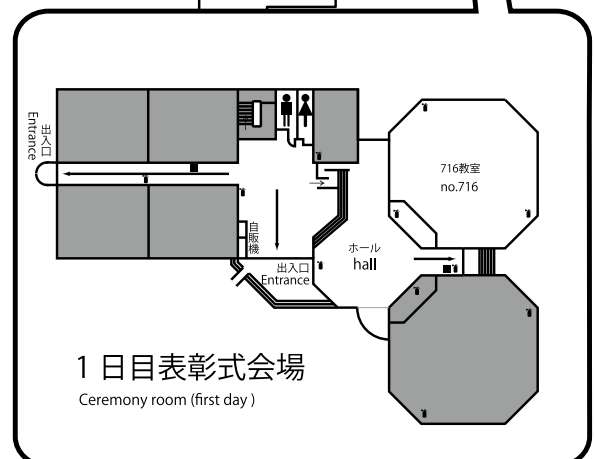 出入口
Entrance
716教室
no.716
自販機
ホール
hall
出入口
Entrance
1日目表彰式会場
Ceremony room (first day )